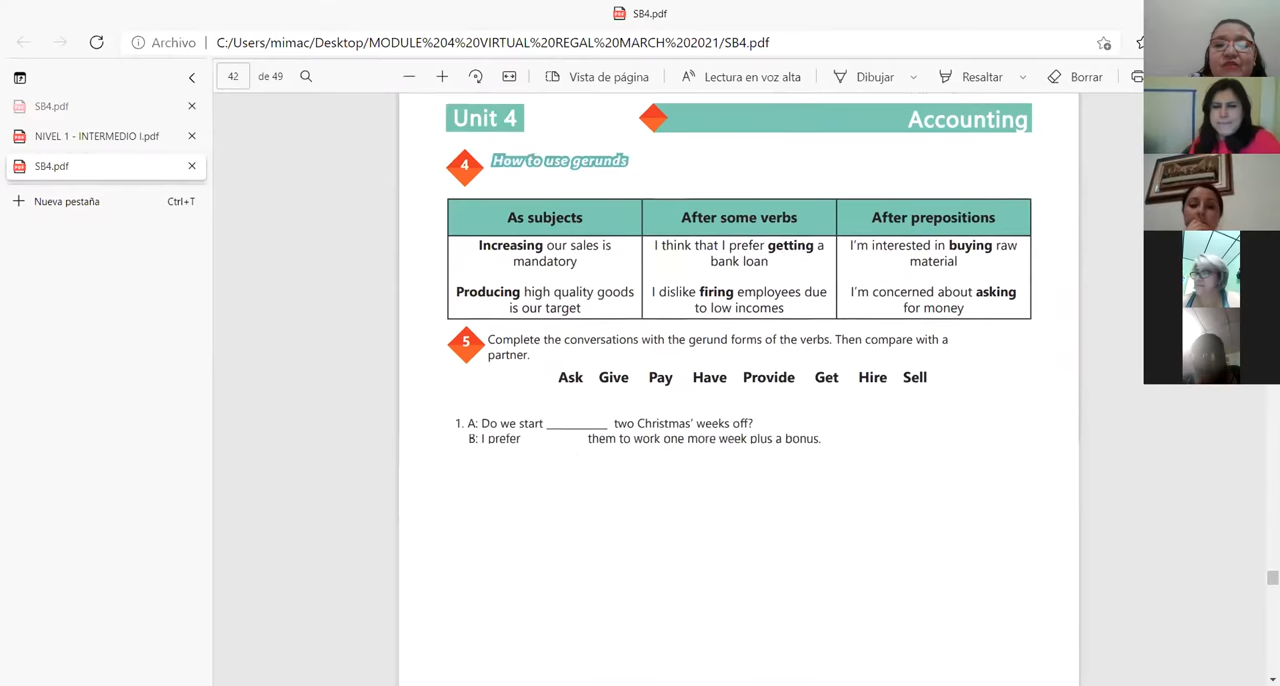 SB4.pdf
Archivo | C:/Users/mimac/Desktop/MODULE%204%20VIRTUAL%20REGAL%20MARCH%202021/SB4.pdf
42 de 49 Vista de página Lectura en voz alta Dibujar Resaltar Borrar
SB4.pdf
NIVEL 1 - INTERMEDIO I.pdf
SB4.pdf
Nueva pestaña Ctrl+T
Unit 4 Accounting
4 How to use gerunds
As subjects After some verbs After prepositions
Increasing our sales is
mandatory
Producing high quality goods
is our target
I think that I prefer getting a
bank loan
I dislike firing employees due
to low incomes
I'm interested in buying raw
material
I'm concerned about asking
for money
5 Complete the conversations with the gerund forms of the verbs. Then compare with a
partner.
Ask Give Pay Have Provide Get Hire Sell
1. A: Do we start __________ two Christmas' weeks off?
B: I prefer them to work one more week plus a bonus.